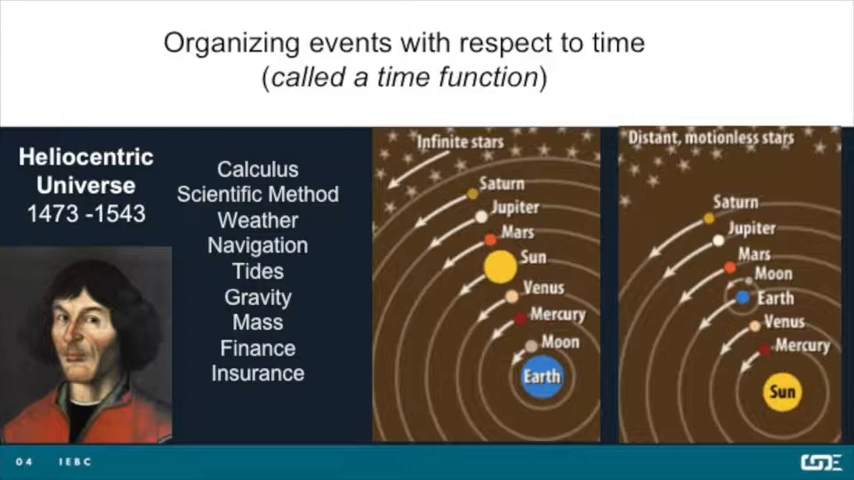 Organizing events with respect to time
(called a time function)
Heliocentric
Universe
1473 -1543
Calculus
Scientific Method
Weather
Navigation
Tides
Gravity
Mass
Finance
Insurance
Infinite stars
Saturn
Jupiter
Mars
Sun
Venus
Mercury
Moon
Earth
Distant, motionless stars
Saturn
Jupiter
Mars
Moon
Earth
Venus
Mercury
Sun
04 IEBC